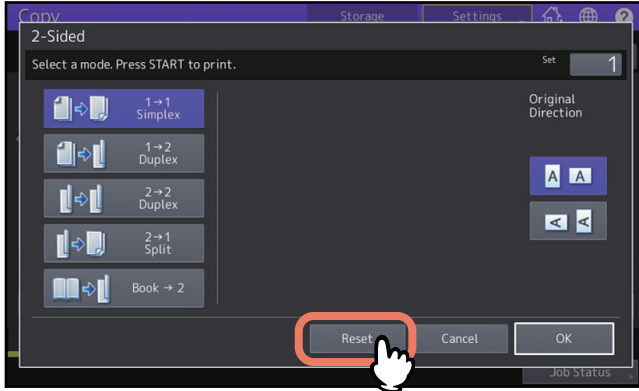 Copy
Storage
Settings
?
2-Sided
Select a mode. Press START to print.
Set
1
1→1
Simplex
1→2
Duplex
2→2
Duplex
2→1
Split
Book → 2
Original
Direction
A A
A A
Reset
Cancel
OK
Job Status